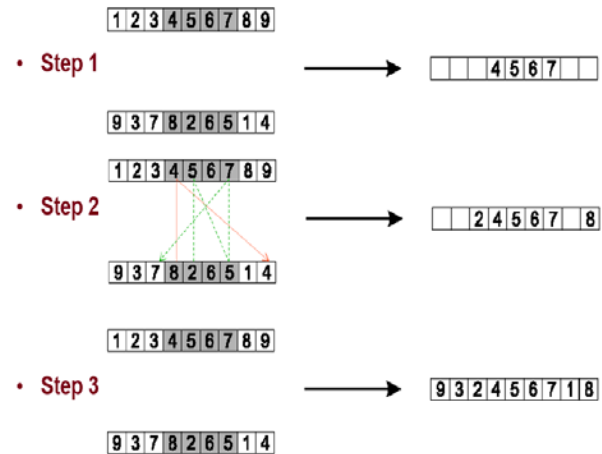 1 2 3 4 5 6 7 8 9
• Step 1
4 5 6 7
9 3 7 8 2 6 5 1 4
1 2 3 4 5 6 7 8 9
• Step 2
2 4 5 6 7 8
9 3 7 8 2 6 5 1 4
1 2 3 4 5 6 7 8 9
• Step 3
9 3 2 4 5 6 7 1 8
9 3 7 8 2 6 5 1 4